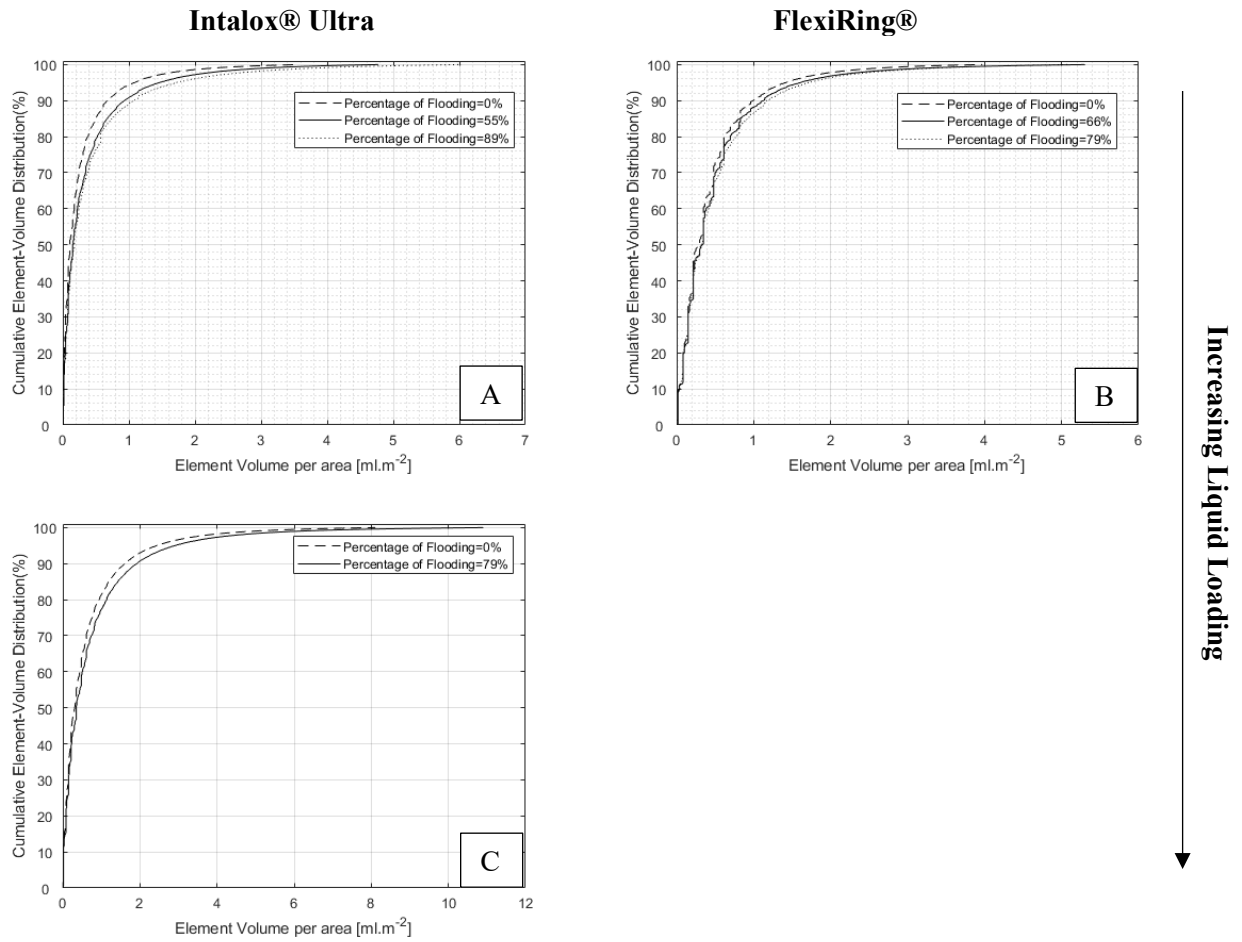 Intalox® Ultra
FlexiRing®
Cumulative Element-Volume Distribution(%)
100
90
80
70
60
50
40
30
20
10
0
Percentage of Flooding=0%
Percentage of Flooding=55%
Percentage of Flooding=89%
A
0 1 2 3 4 5 6 7
Element Volume per area [ml.m-2]
Cumulative Element-Volume Distribution(%)
100
90
80
70
60
50
40
30
20
10
0
Percentage of Flooding=0%
Percentage of Flooding=66%
Percentage of Flooding=79%
B
0 1 2 3 4 5 6
Element Volume per area [ml.m-2]
Increasing Liquid Loading
Cumulative Element-Volume Distribution(%)
100
90
80
70
60
50
40
30
20
10
0
Percentage of Flooding=0%
Percentage of Flooding=79%
C
0 2 4 6 8 10 12
Element Volume per area [ml.m-2]